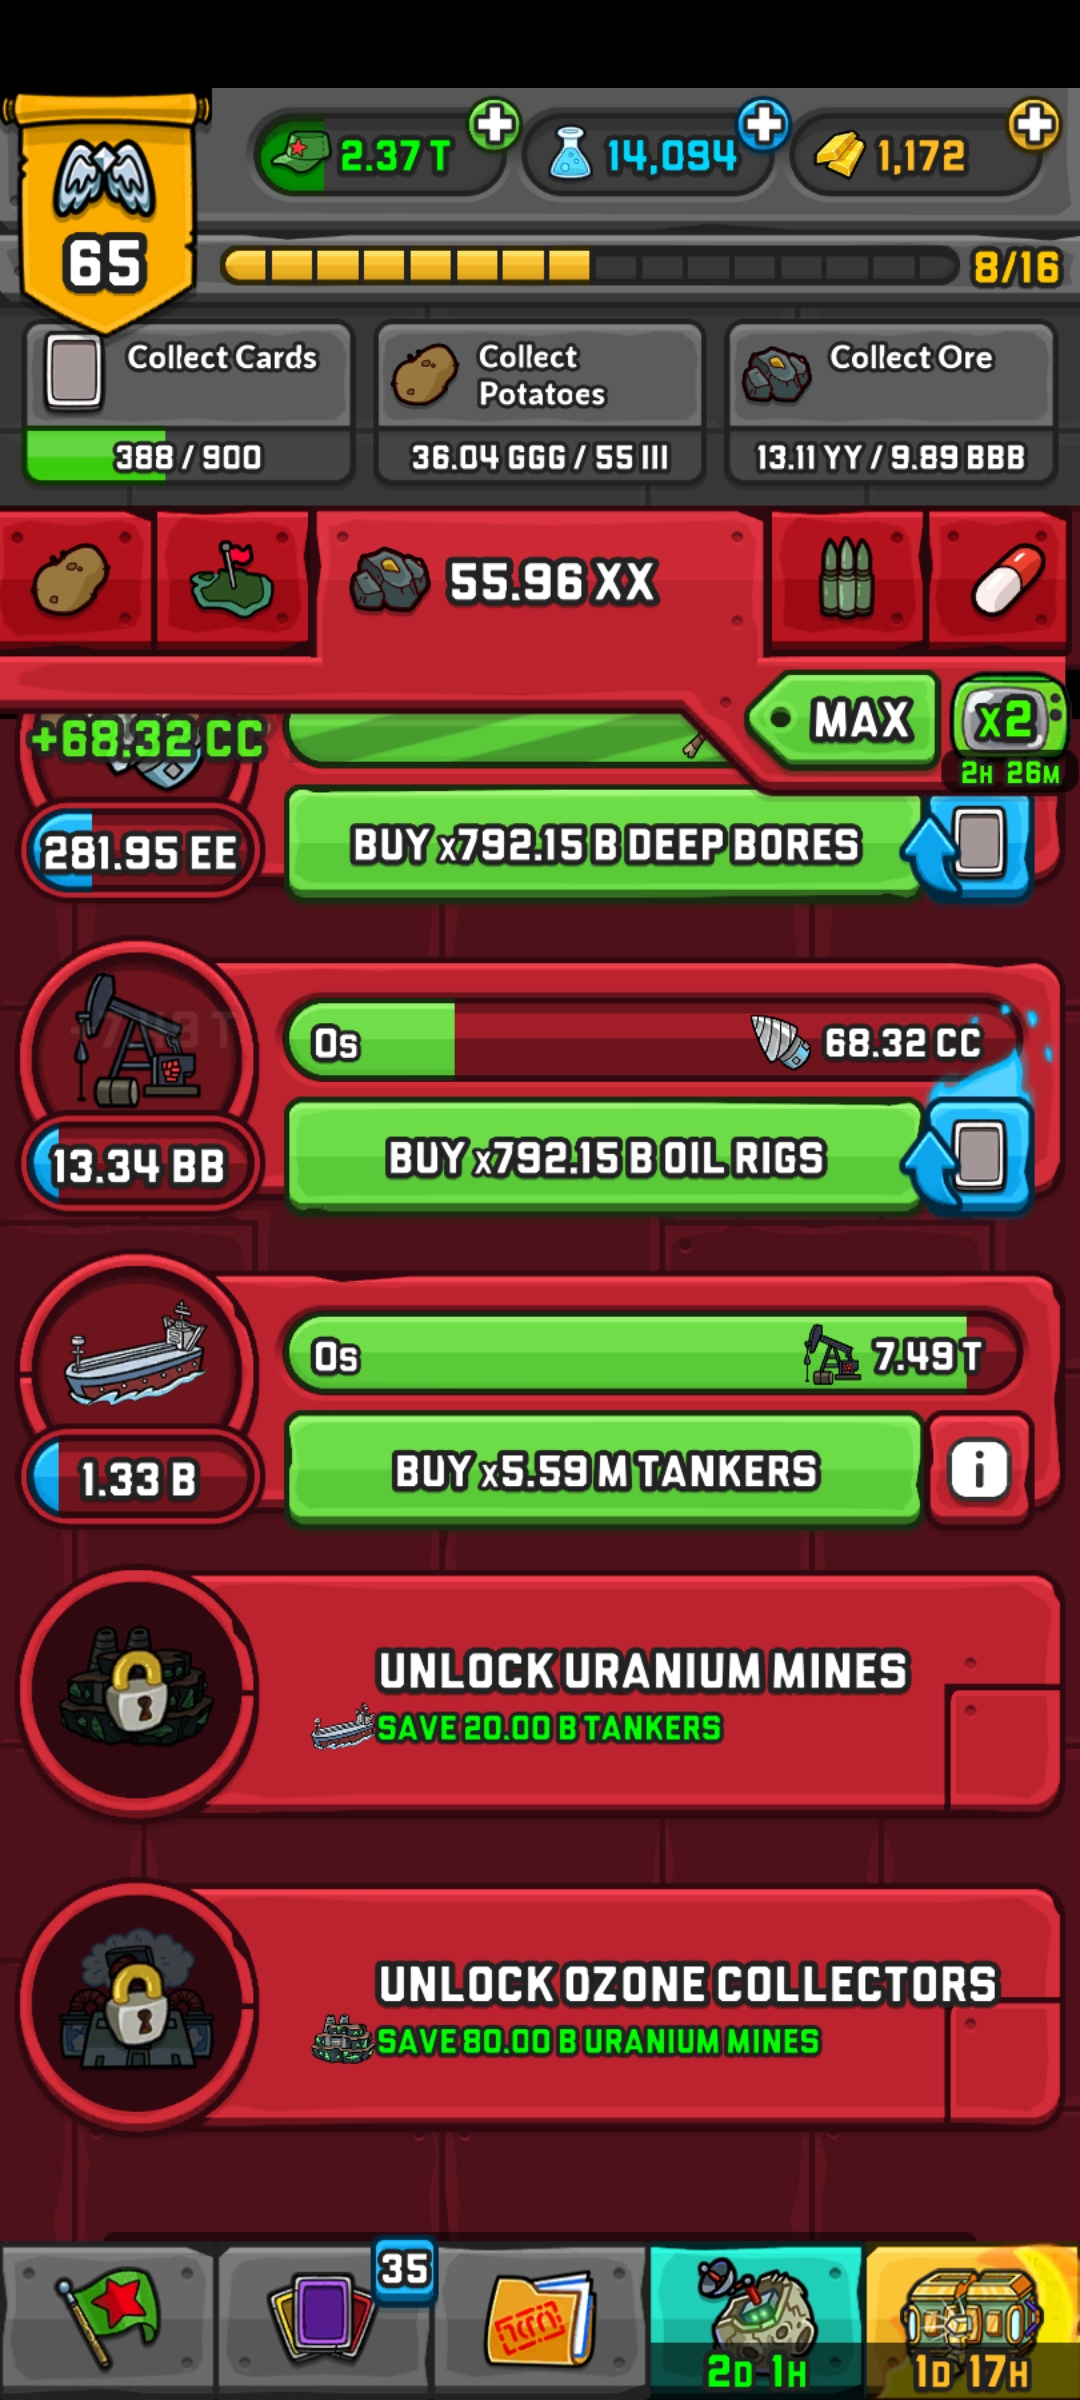 2.37 T
14,094
1,172
65
8/16
Collect Cards
388 / 900
Collect
Potatoes
36.04 GGG / 55 III
Collect Ore
13.11 YY / 9.89 BBB
55.96 XX
MAX
x2
2H 26M
+68.32 CC
281.95 EE
BUY x792.15 B DEEP BORES
0s
68.32 CC
13.34 BB
BUY x792.15 B OIL RIGS
0s
7.49 T
1.33 B
BUY x5.59 M TANKERS
i
UNLOCK URANIUM MINES
SAVE 20.00 B TANKERS
UNLOCK OZONE COLLECTORS
SAVE 80.00 B URANIUM MINES
35
2D 1H
1D 17H